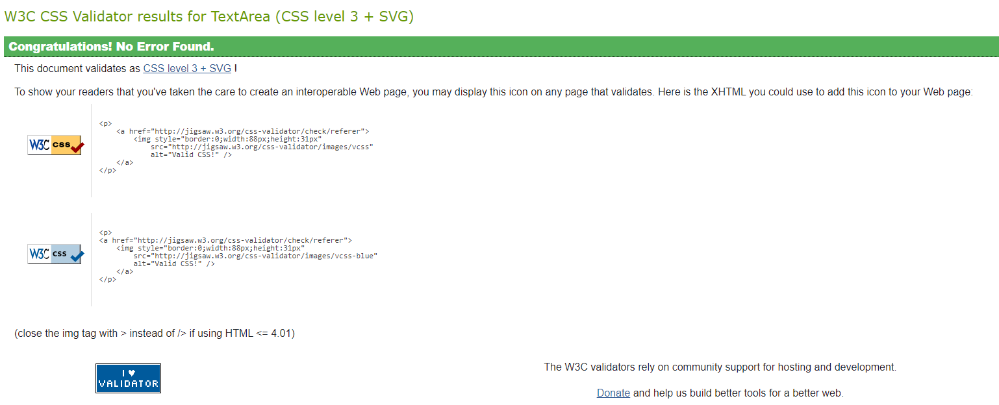 W3C CSS Validator results for TextArea (CSS level 3 + SVG)
Congratulations! No Error Found.
This document validates as CSS level 3 + SVG !
To show your readers that you've taken the care to create an interoperable Web page, you may display this icon on any page that validates. Here is the XHTML you could use to add this icon to your Web page:
W3C css
<p>
<a href="http://jigsaw.w3.org/css-validator/check/referer">
<img style="border:0;width:88px;height:31px"
src="http://jigsaw.w3.org/css-validator/images/vcss"
alt="Valid CSS!" />
</a>
</p>
W3C css
<p>
<a href="http://jigsaw.w3.org/css-validator/check/referer">
<img style="border:0;width:88px;height:31px"
src="http://jigsaw.w3.org/css-validator/images/vcss-blue"
alt="Valid CSS!" />
</a>
</p>
(close the img tag with > instead of /> if using HTML <= 4.01)
I ♥
VALIDATOR
The W3C validators rely on community support for hosting and development.
Donate and help us build better tools for a better web.